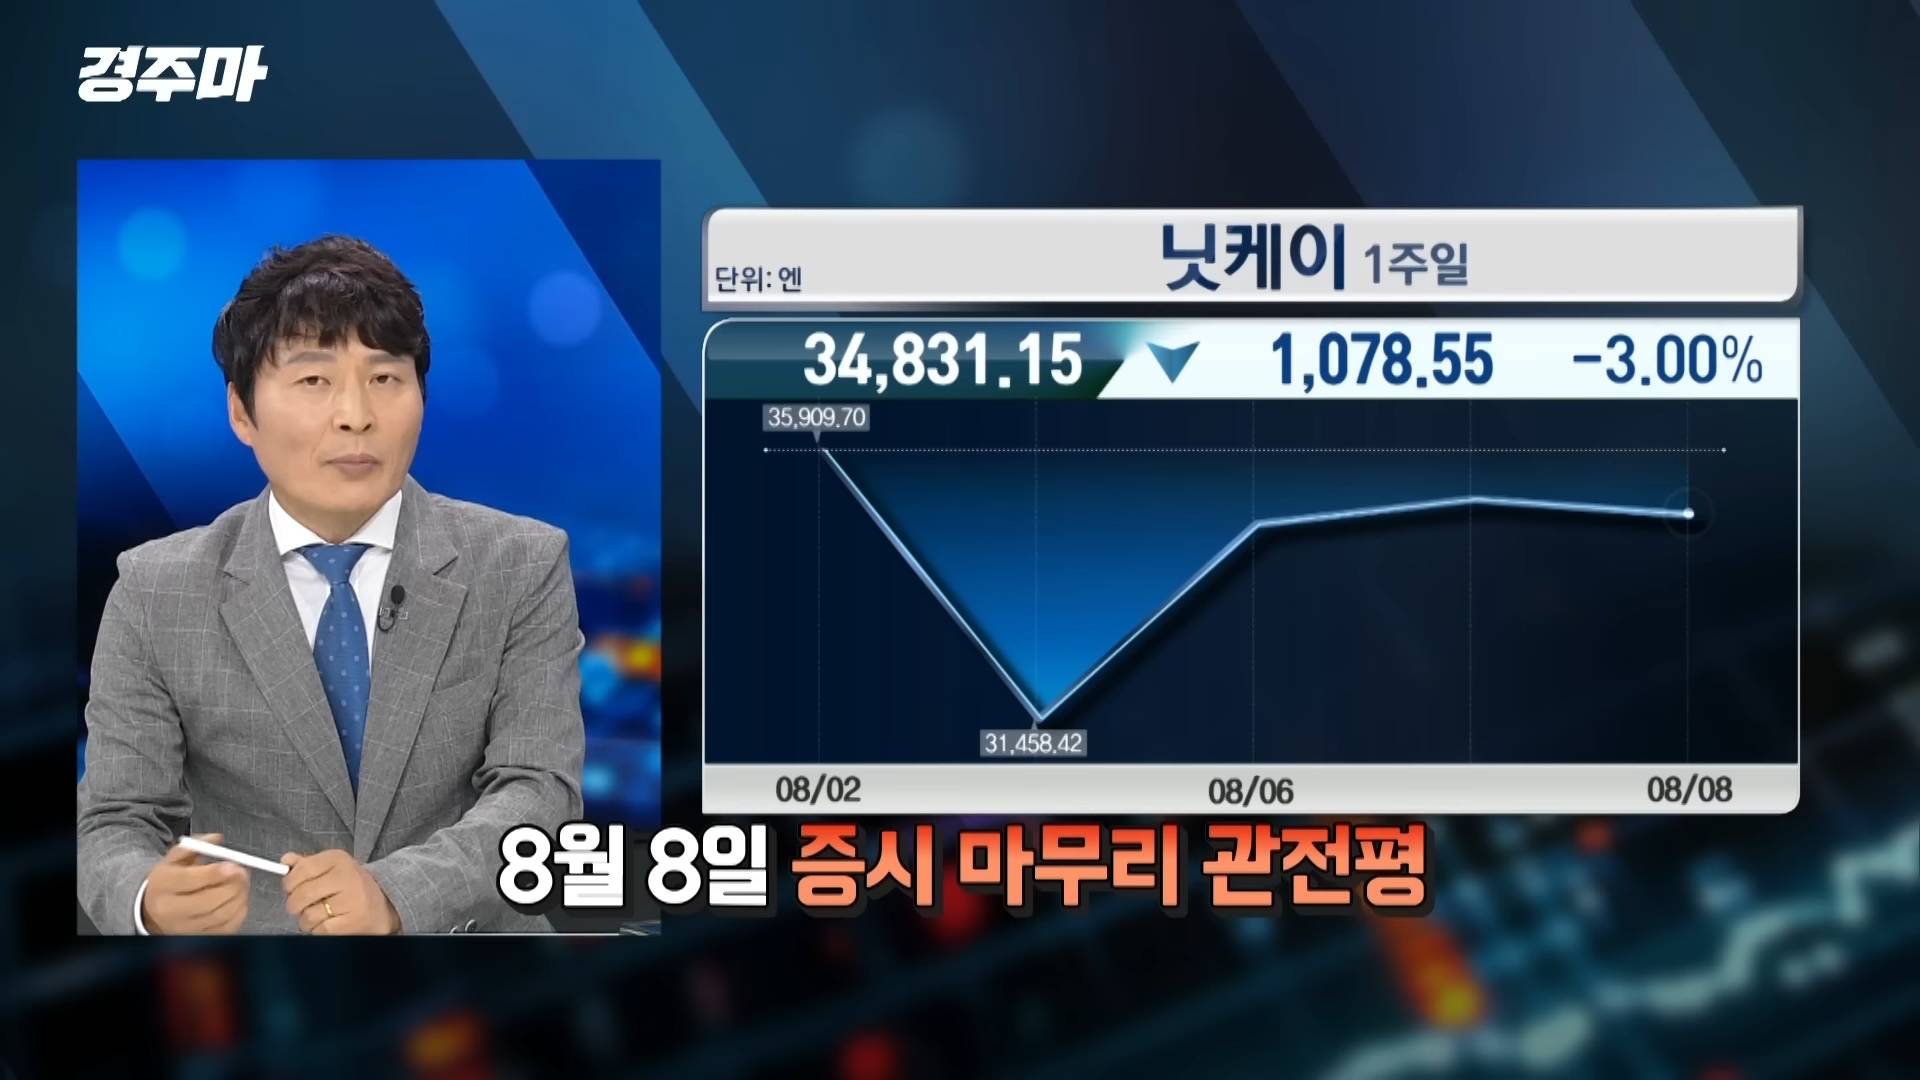 경주마
닛케이 1주일
단위: 엔
34,831.15 ▼ 1,078.55 -3.00%
35,909.70
31,458.42
08/02 08/06 08/08
8월 8일 증시 마무리 관전평